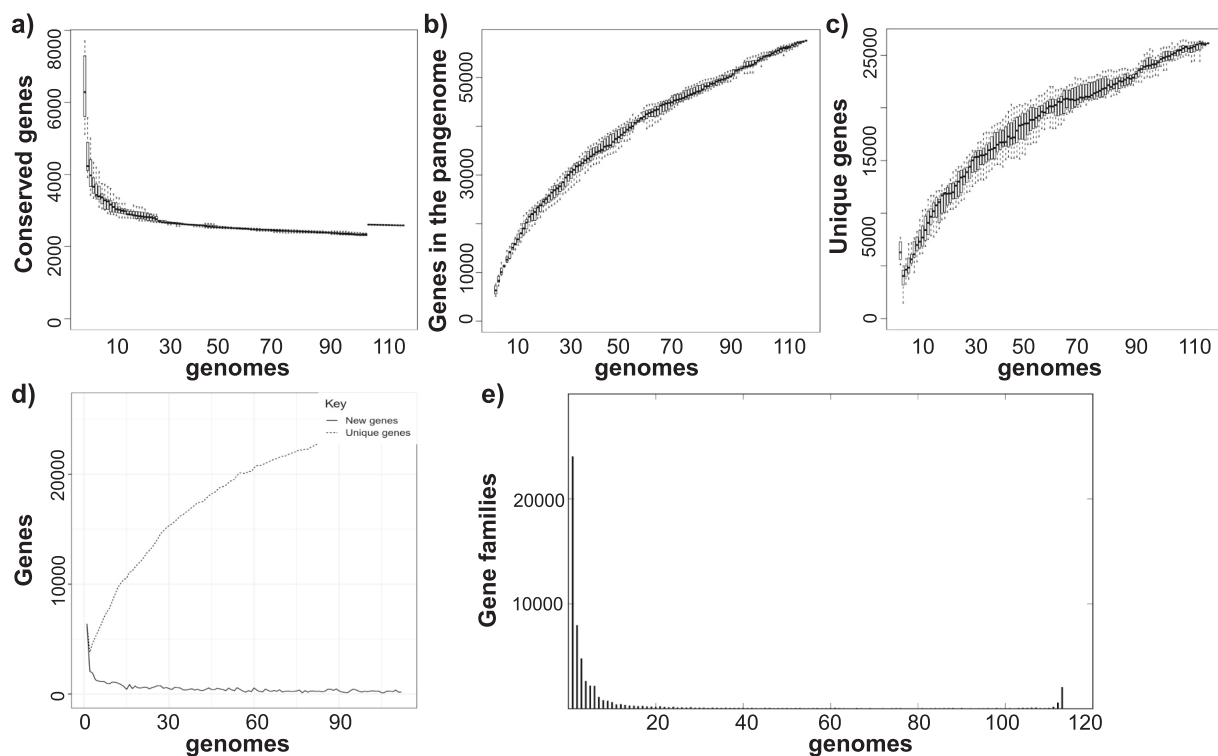 a)
Conserved genes
8000
6000
4000
2000
0
10 30 50 70 90 110
genomes
b)
Genes in the pangenome
50000
30000
10000
0
10 30 50 70 90 110
genomes
c)
Unique genes
25000
15000
5000
0
10 30 50 70 90 110
genomes
d)
Genes
20000
10000
0
Key
New genes
Unique genes
0 30 60 90
genomes
e)
Gene families
20000
10000
20 40 60 80 100 120
genomes